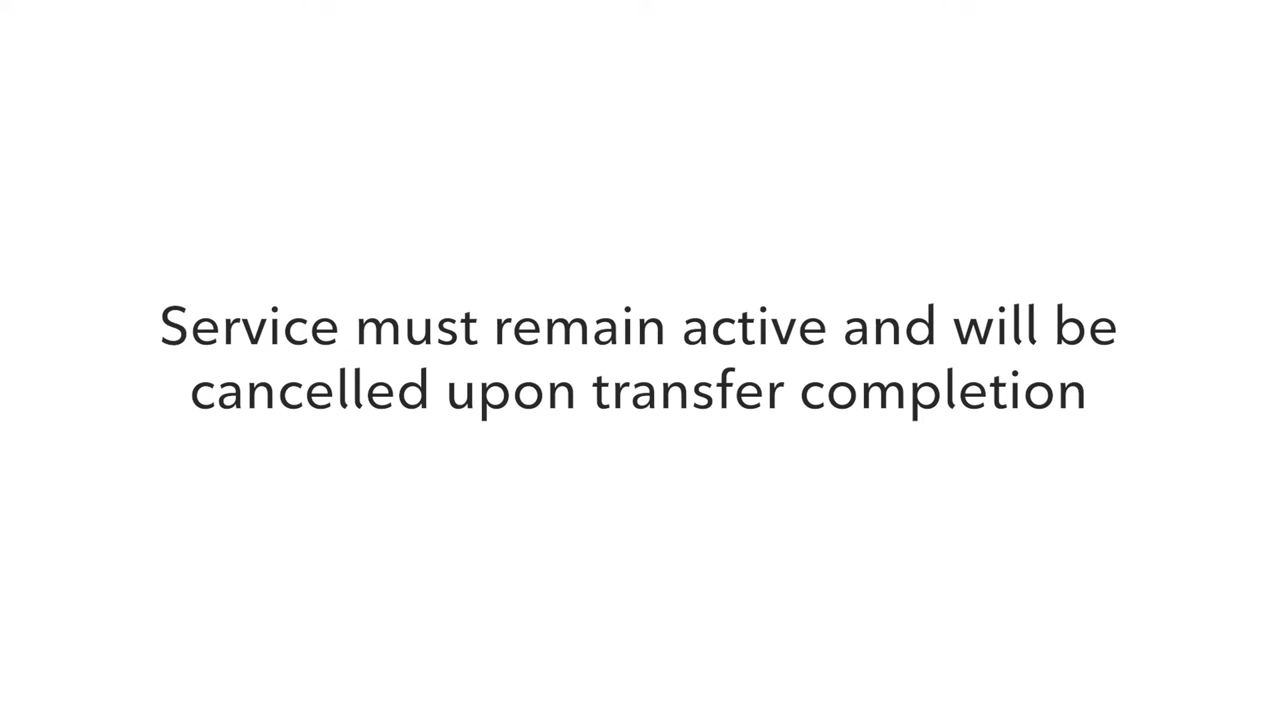 Service must remain active and will be
cancelled upon transfer completion